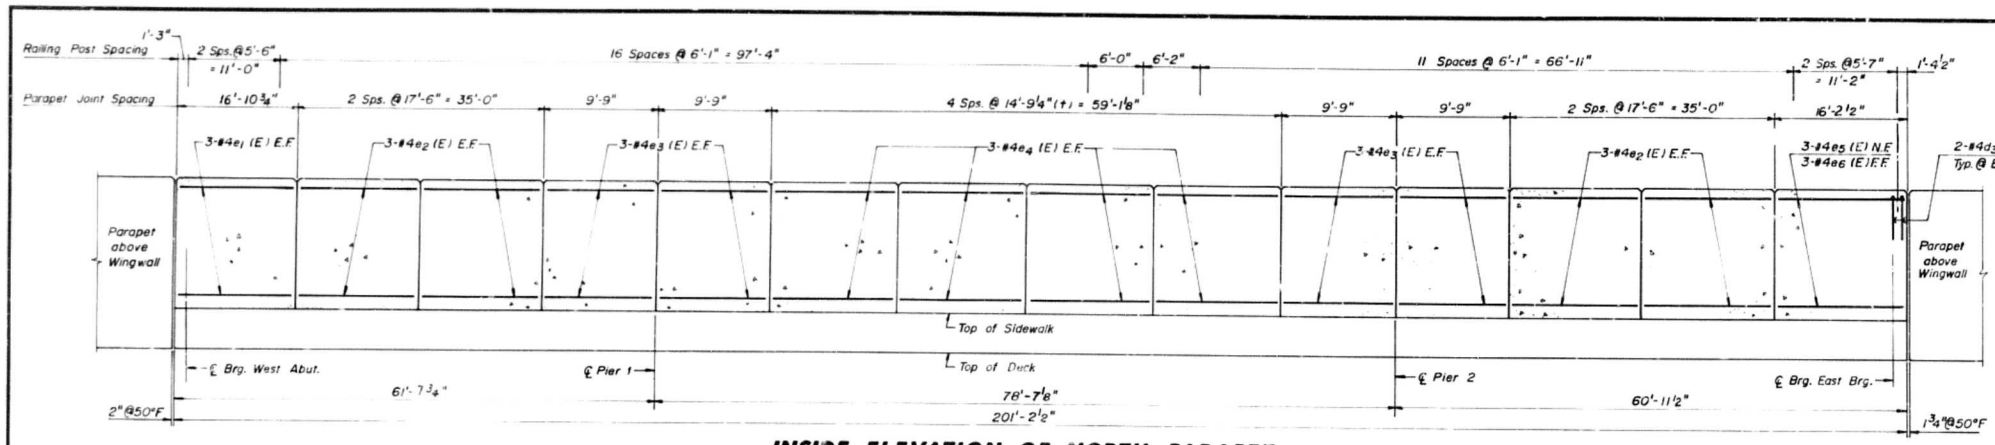 1'-3"
Railing Post Spacing
2 Sps.@5'-6"
= 11'-0"
16 Spaces @ 6'-1" = 97'-4"
6'-0"
6'-2"
11 Spaces @ 6'-1" = 66'-11"
2 Sps. @5'-7"
= 11'-2"
1'-4½"
Parapet Joint Spacing
16'-10¾"
2 Sps. @ 17'-6" = 35'-0"
9'-9"
9'-9"
4 Sps. @ 14'-9¼"(±) = 59'-1⅛"
9'-9"
9'-9"
2 Sps. @ 17'-6" = 35'-0"
16'-2½"
3-#4e1 (E) E.F.
3-#4e2 (E) E.F.
3-#4e3 (E) E.F.
3-#4e4 (E) E.F.
3-#4e3 (E) E.F.
3-#4e2 (E) E.F.
3-#4e5 (E) N.F.
3-#4e6 (E) F.F.
2-#4d3
Typ. @ E
Parapet
above
Wingwall
Parapet
above
Wingwall
Top of Sidewalk
Top of Deck
℄ Brg. West Abut.
℄ Pier 1
℄ Pier 2
℄ Brg. East Brg.
61'-7¾"
78'-7⅛"
60'-11½"
2"@50°F
201'-2½"
1¾"@50°F